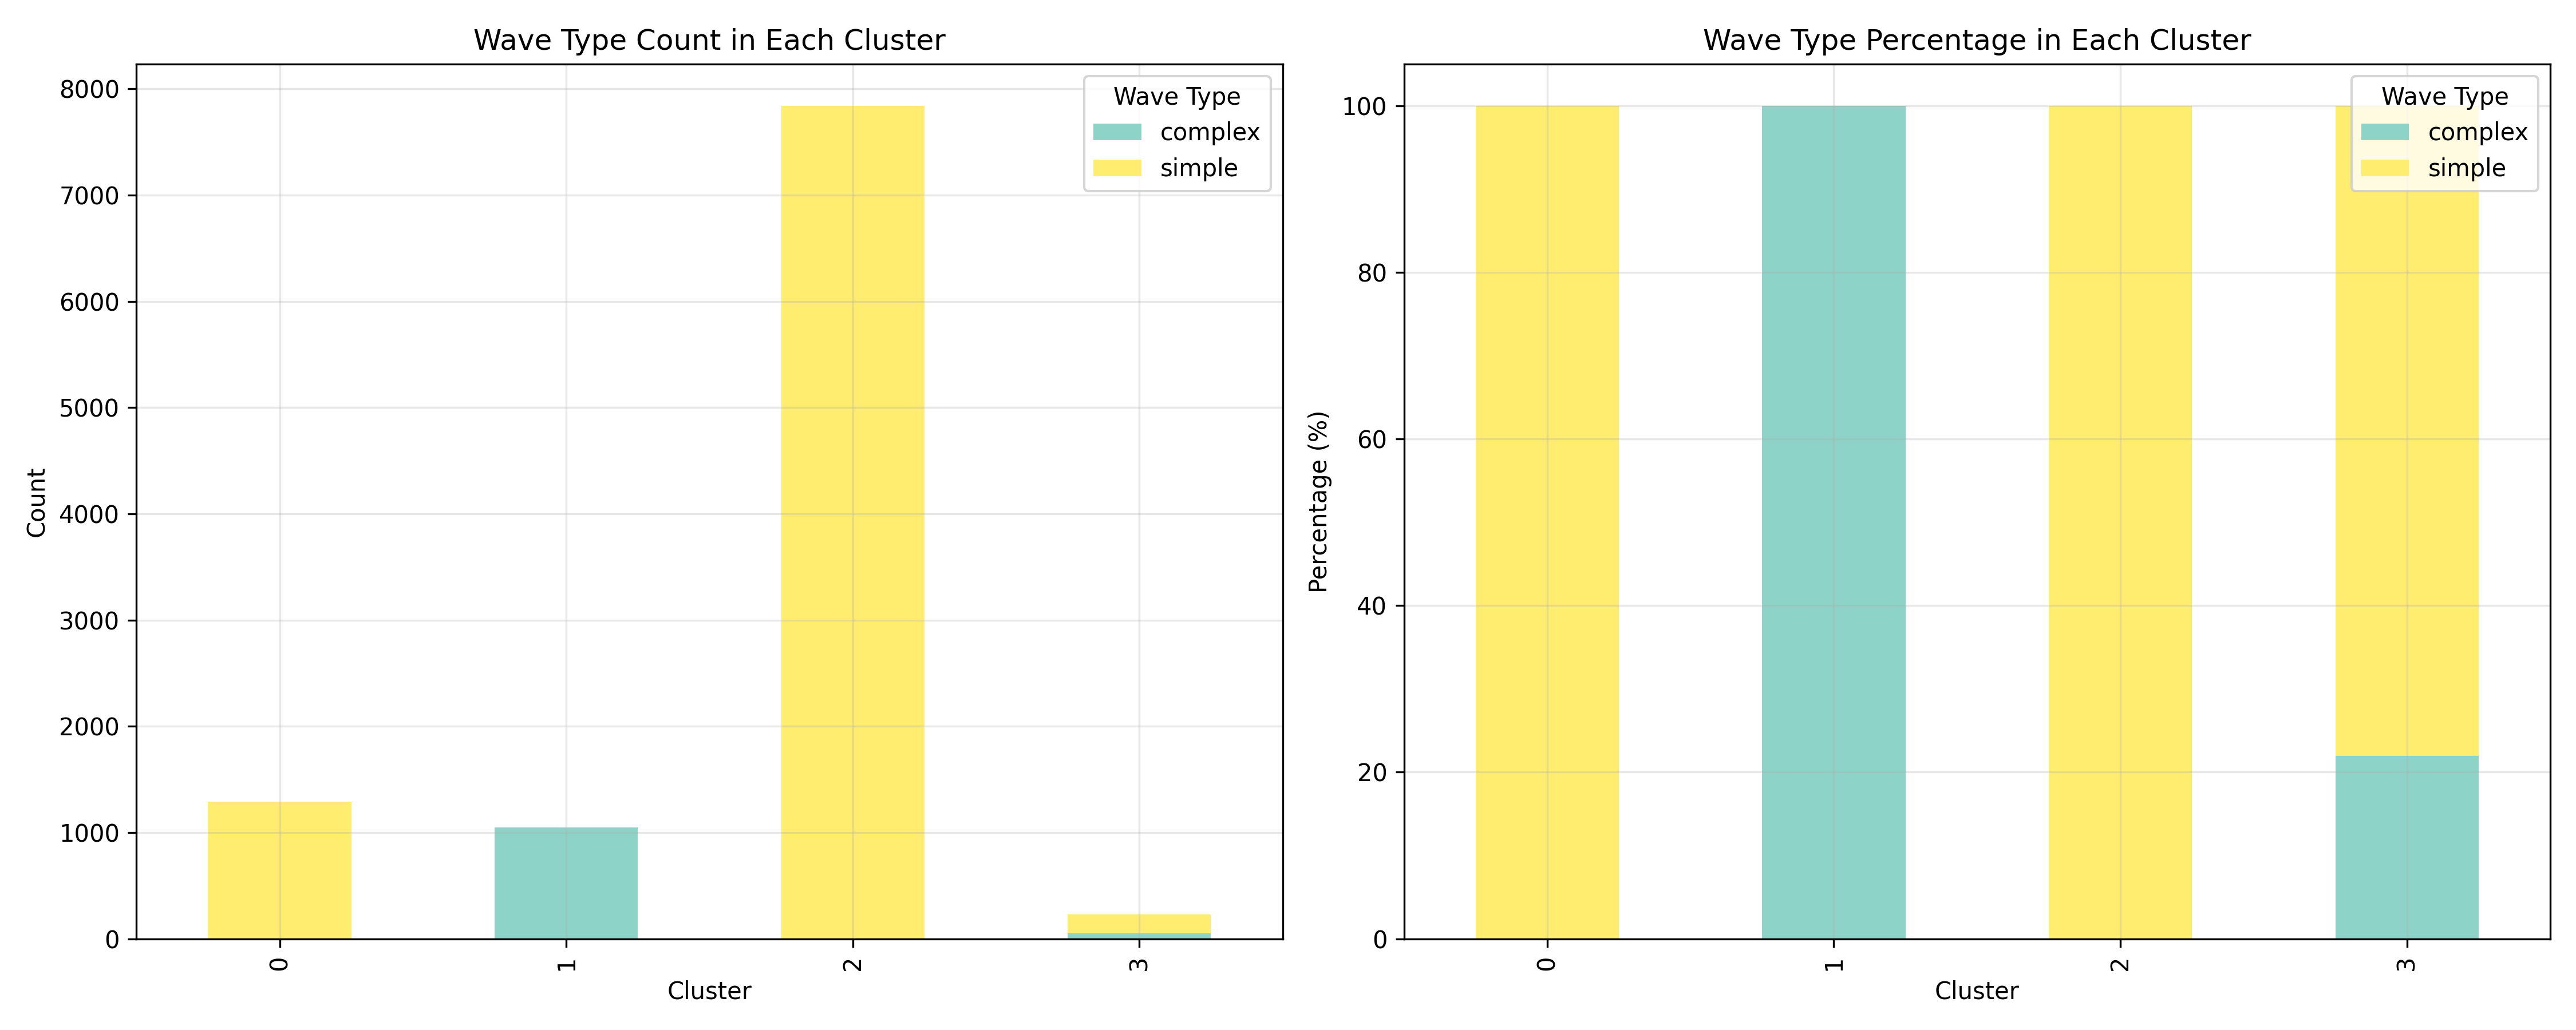 Wave Type Count in Each Cluster
Count
8000
7000
6000
5000
4000
3000
2000
1000
0
Wave Type
complex
simple
0
1
2
3
Cluster
Wave Type Percentage in Each Cluster
Percentage (%)
100
80
60
40
20
0
Wave Type
complex
simple
0
1
2
3
Cluster